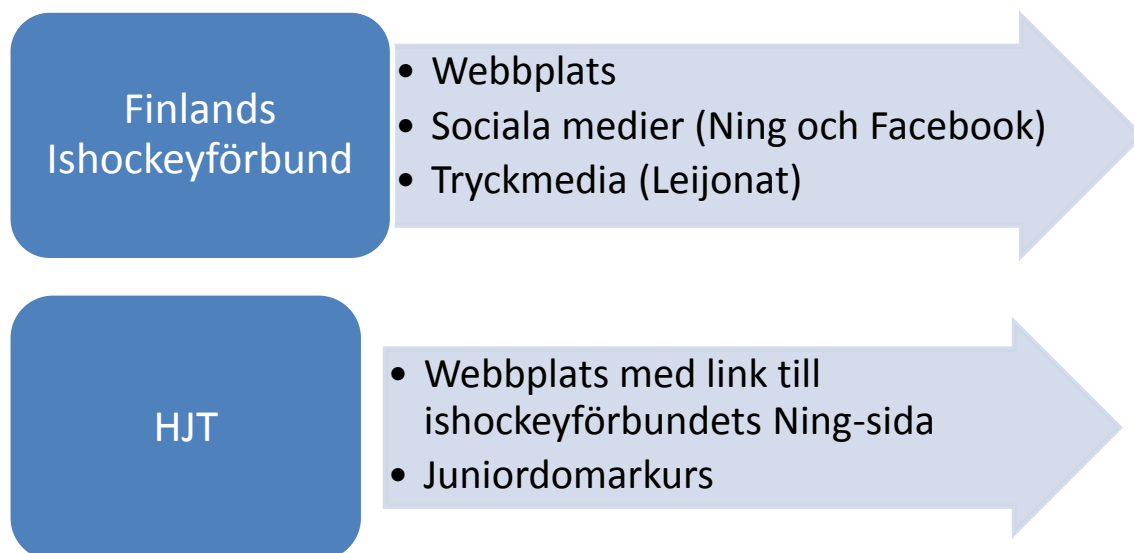 Finlands
Ishockeyförbund
• Webbplats
• Sociala medier (Ning och Facebook)
• Tryckmedia (Leijonat)
HJT
• Webbplats med link till
ishockeyförbundets Ning-sida
• Juniordomarkurs